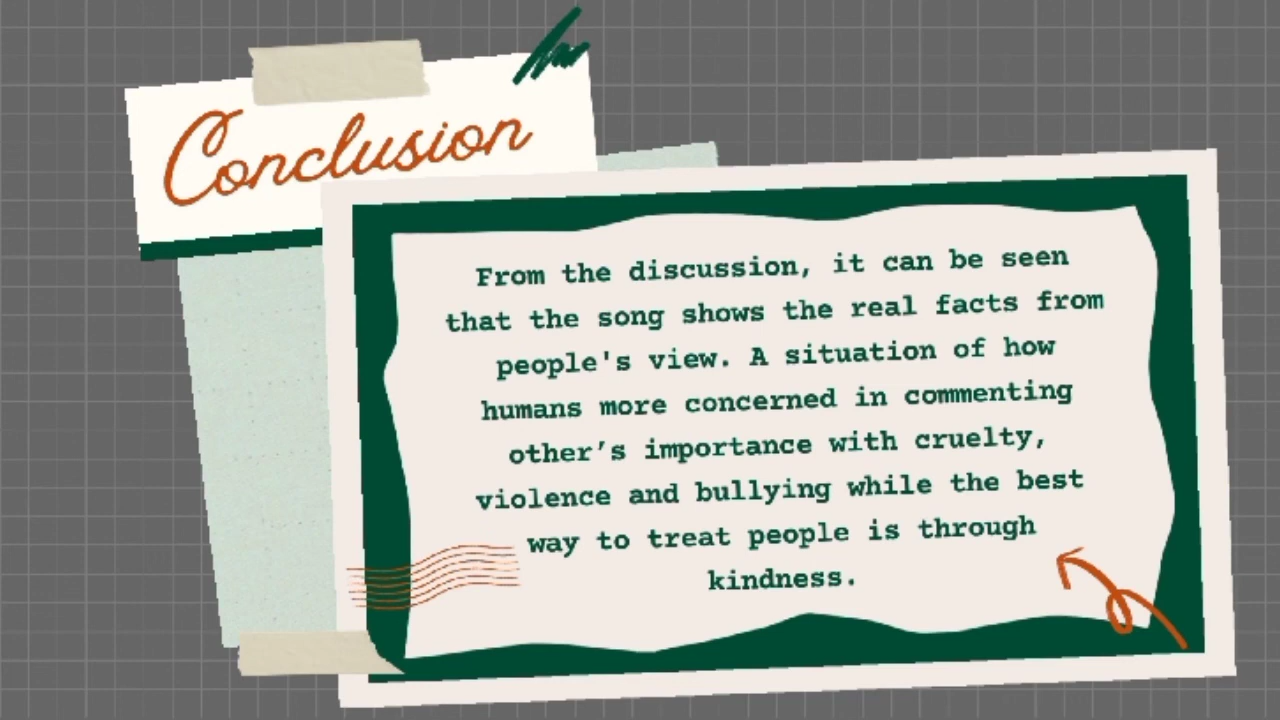 Conclusion
From the discussion, it can be seen
that the song shows the real facts from
people's view. A situation of how
humans more concerned in commenting
other’s importance with cruelty,
violence and bullying while the best
way to treat people is through
kindness.